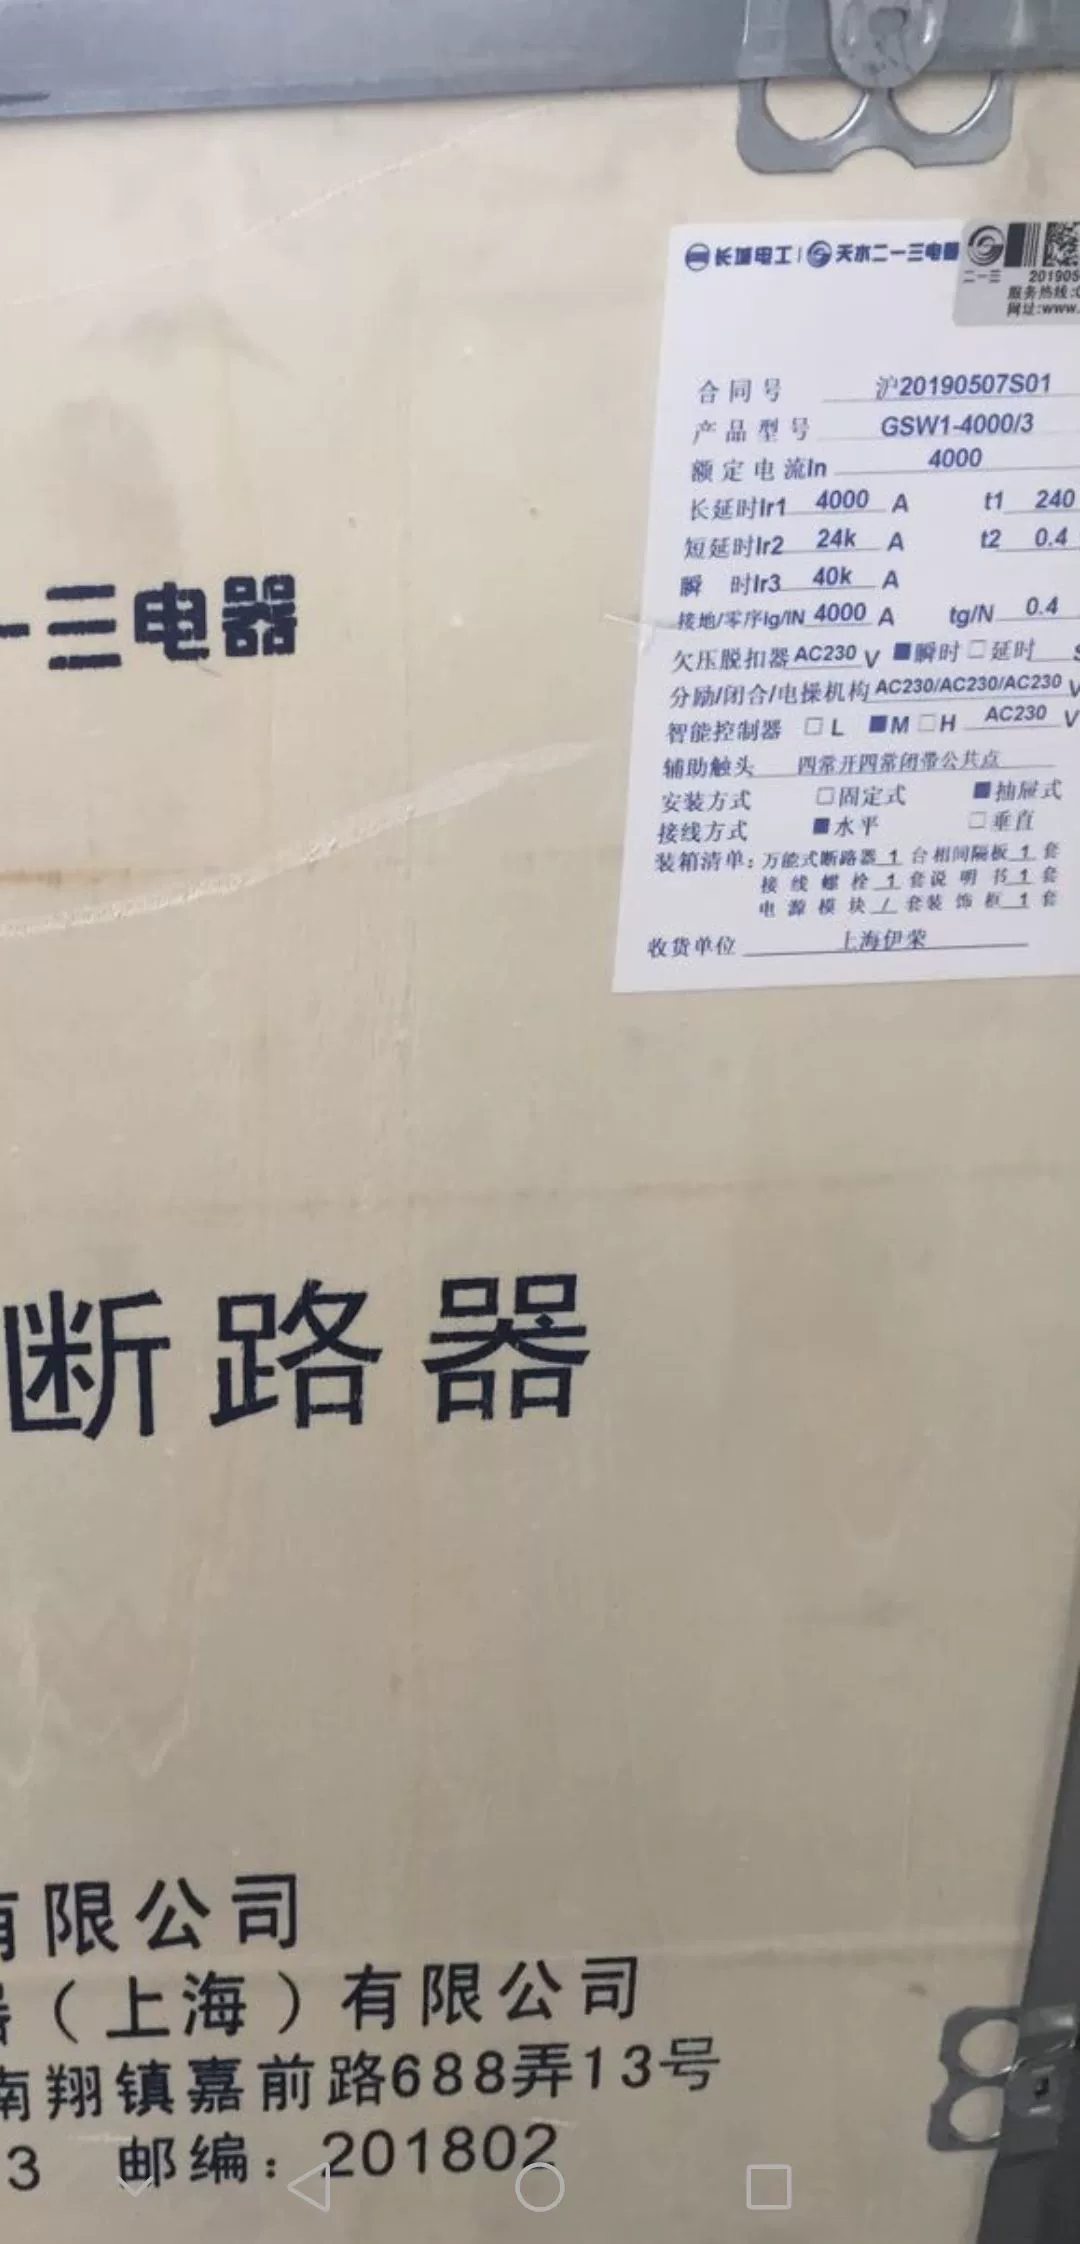 长城电工 天水二一三电器
二一三
201905
服务热线:0
网址:www.
合同号 沪20190507S01
产品型号 GSW1-4000/3
额定电流In 4000
长延时Ir1 4000 A t1 240
短延时Ir2 24k A t2 0.4
瞬 时Ir3 40k A
接地/零序Ig/IN 4000 A tg/N 0.4
欠压脱扣器 AC230 V ■瞬时 □延时 S
分励/闭合/电操机构 AC230/AC230/AC230 V
智能控制器 □L ■M □H AC230 V
辅助触头 四常开四常闭带公共点
安装方式 □固定式 ■抽屉式
接线方式 ■水平 □垂直
装箱清单: 万能式断路器 1 台 相间隔板 1 套
接线螺栓 1 套 说明书 1 套
电源模块 / 套 装饰框 1 套
收货单位 上海伊荣
一三电器
断路器
有限公司
器（上海）有限公司
南翔镇嘉前路688弄13号
3 邮编：201802